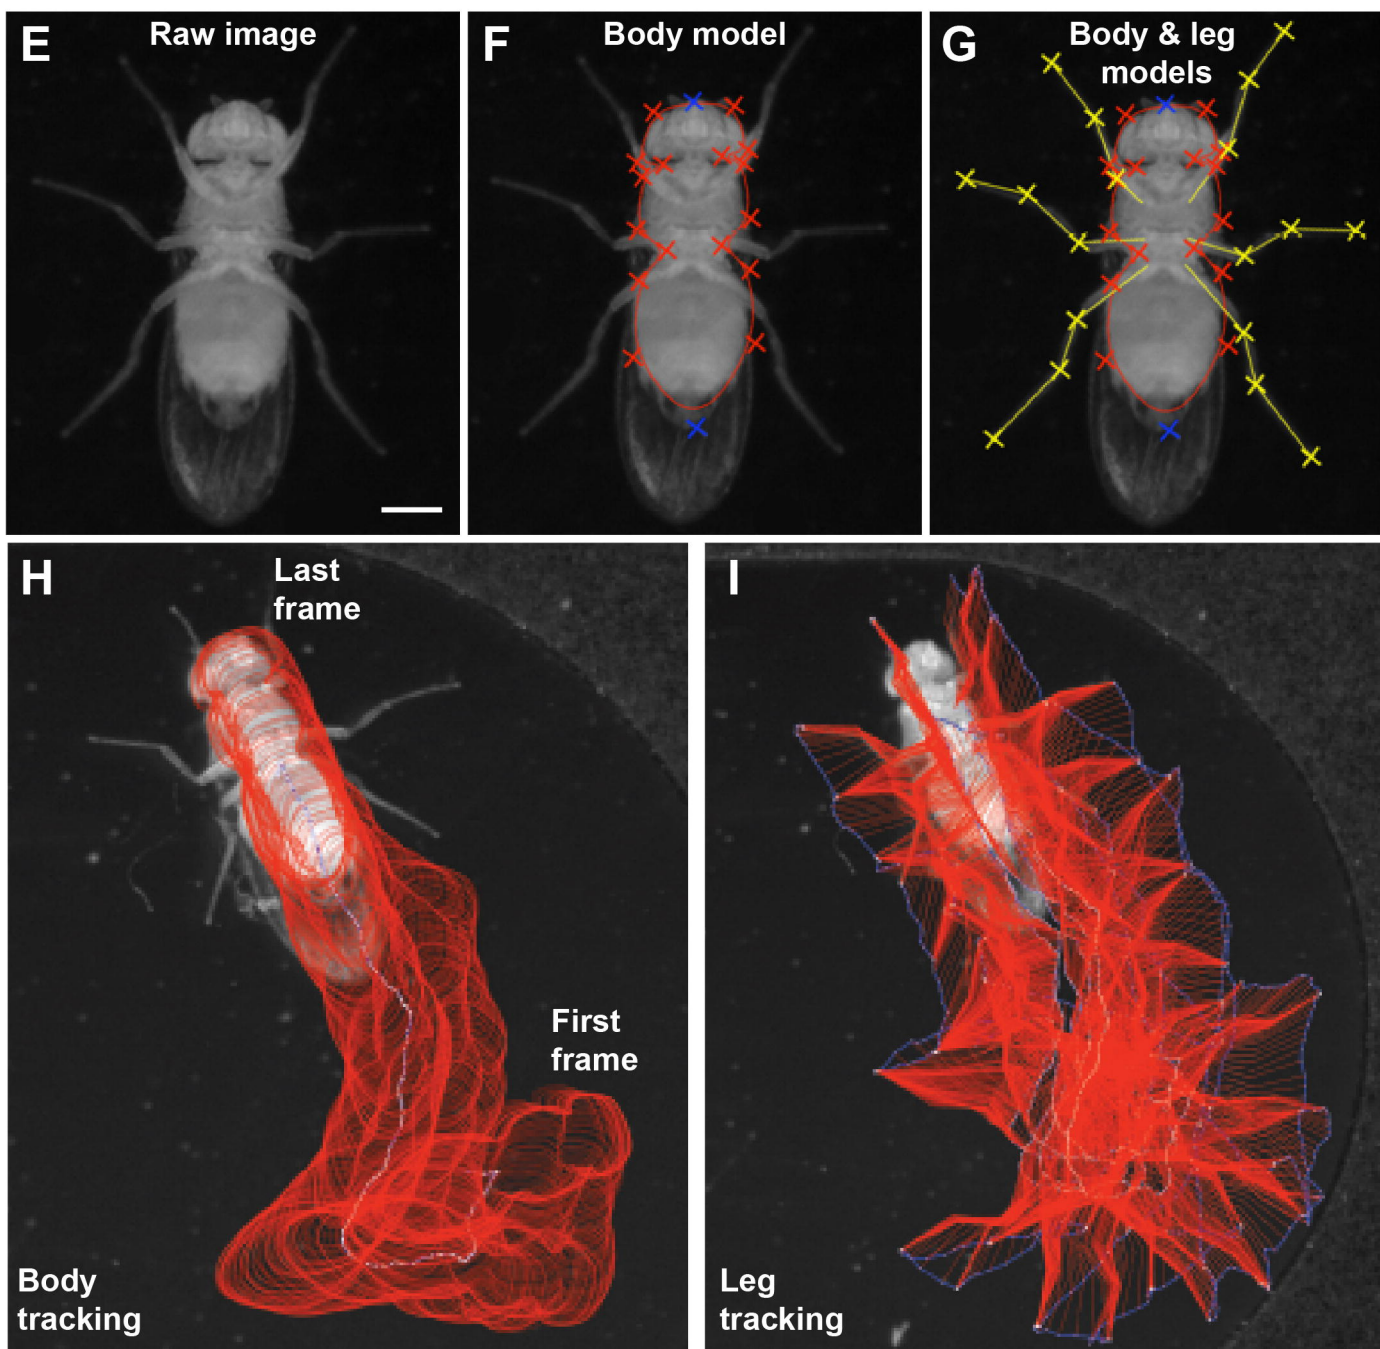 E
Raw image
F
Body model
G
Body & leg
models
H
Last
frame
First
frame
Body
tracking
I
Leg
tracking